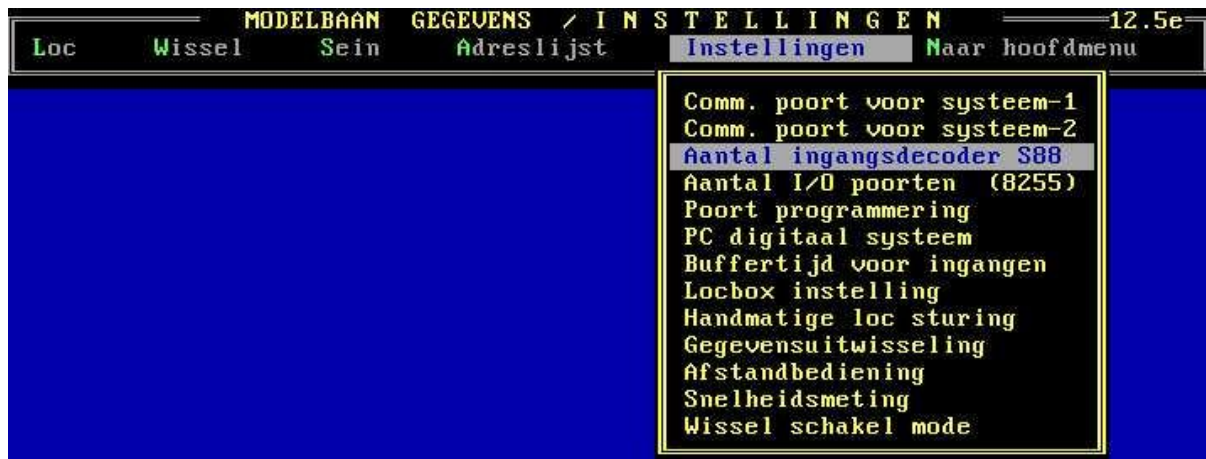 MODELBAAN GEGEVENS / I N S T E L L I N G E N 12.5e
Loc Wissel Sein Adreslijst Instellingen Naar hoofdmenu
Comm. poort voor systeem-1
Comm. poort voor systeem-2
Aantal ingangsdecoder S88
Aantal I/O poorten (8255)
Poort programmering
PC digitaal systeem
Buffertijd voor ingangen
Locbox instelling
Handmatige loc sturing
Gegevensuitwisseling
Afstandbediening
Snelheidsmeting
Wissel schakel mode